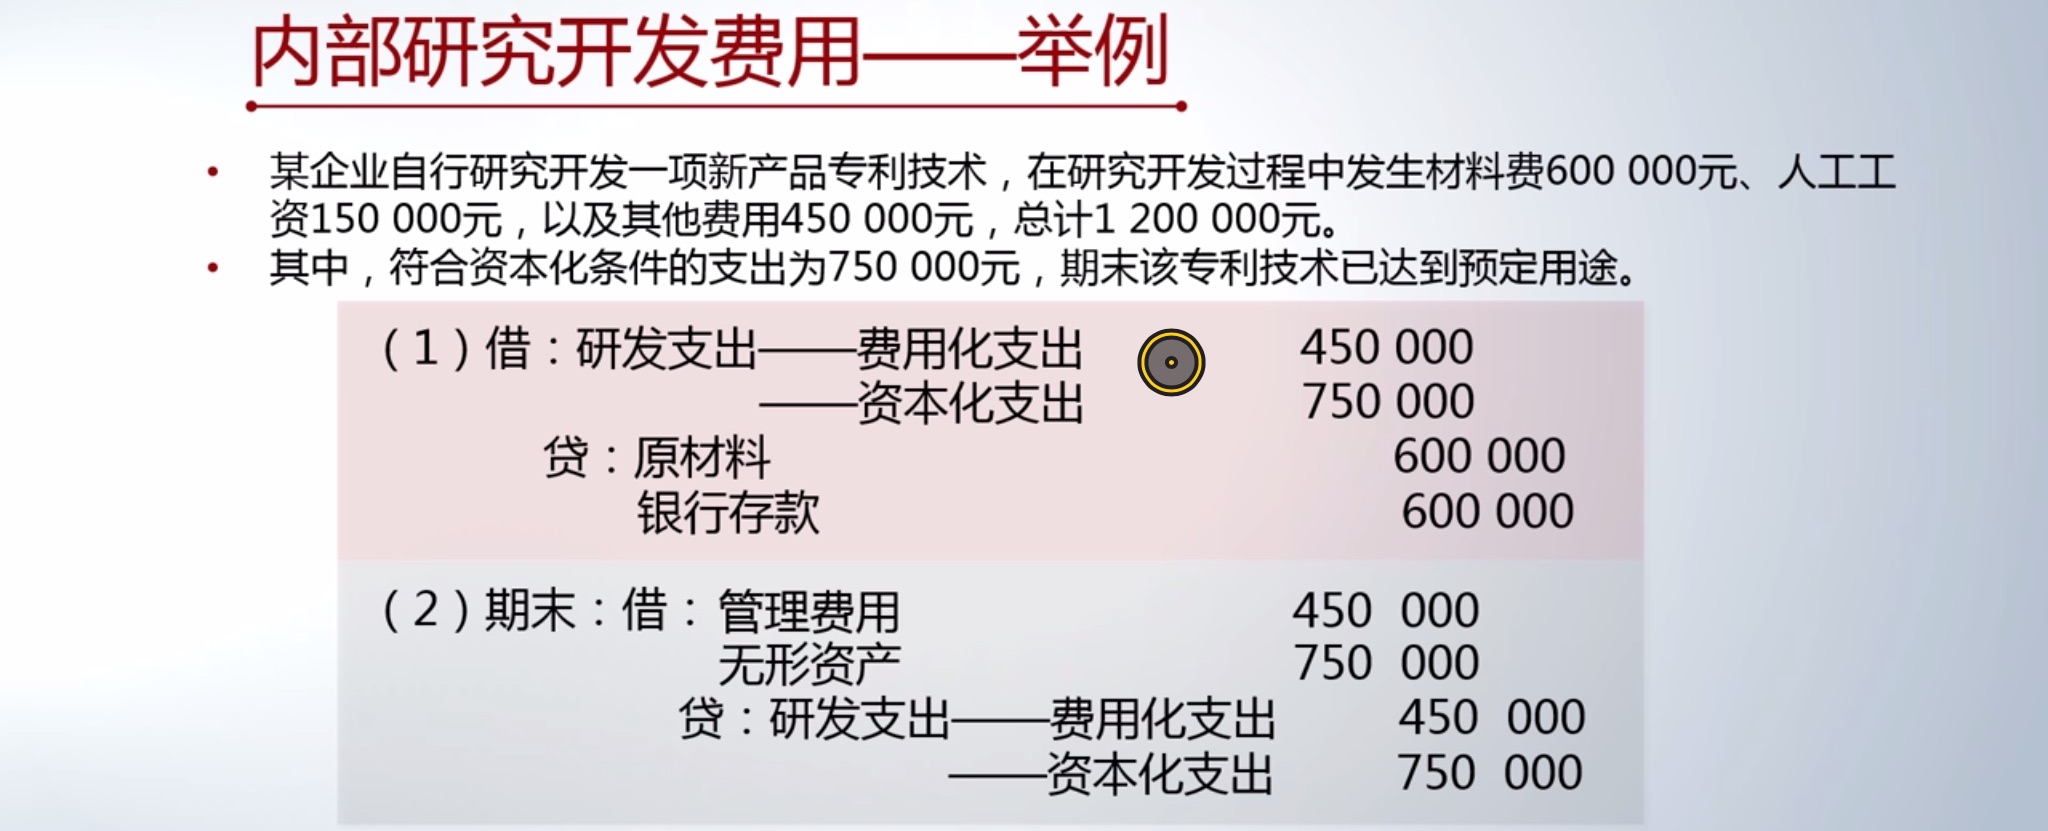 内部研究开发费用——举例
• 某企业自行研究开发一项新产品专利技术，在研究开发过程中发生材料费600 000元、人工工
资150 000元，以及其他费用450 000元，总计1 200 000元。
• 其中，符合资本化条件的支出为750 000元，期末该专利技术已达到预定用途。
（1）借：研发支出——费用化支出 450 000
——资本化支出 750 000
贷：原材料 600 000
银行存款 600 000
（2）期末：借：管理费用 450 000
无形资产 750 000
贷：研发支出——费用化支出 450 000
——资本化支出 750 000